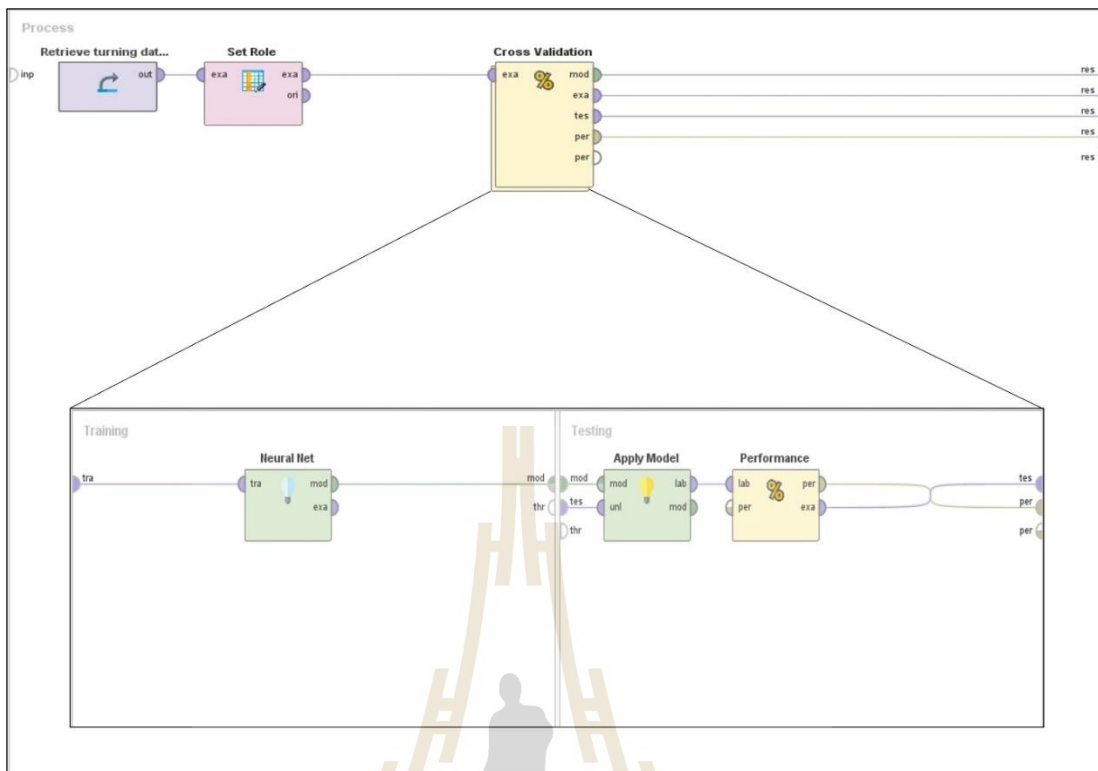 Process
Retrieve turning dat... Set Role Cross Validation
inp out exa exa exa mod res
ori exa res
tes res
per res
per res
Training Testing
Neural Net Apply Model Performance
tra tra mod mod mod mod lab lab per tes
exa thr tes unl mod per exa per
thr per